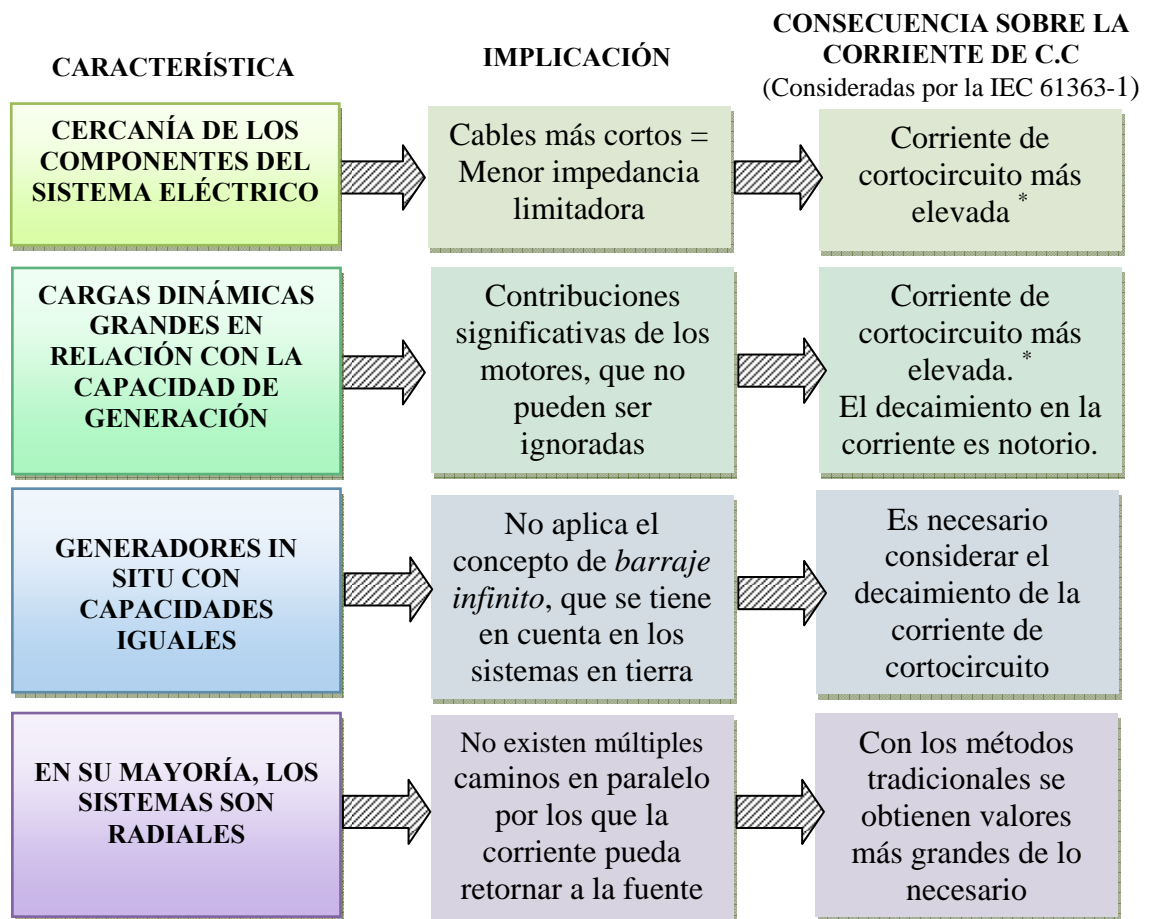 CARACTERÍSTICA
IMPLICACIÓN
CONSECUENCIA SOBRE LA
CORRIENTE DE C.C
(Consideradas por la IEC 61363-1)
CERCANÍA DE LOS
COMPONENTES DEL
SISTEMA ELÉCTRICO
Cables más cortos =
Menor impedancia
limitadora
Corriente de
cortocircuito más
elevada *
CARGAS DINÁMICAS
GRANDES EN
RELACIÓN CON LA
CAPACIDAD DE
GENERACIÓN
Contribuciones
significativas de los
motores, que no
pueden ser
ignoradas
Corriente de
cortocircuito más
elevada. *
El decaimiento en la
corriente es notorio.
GENERADORES IN
SITU CON
CAPACIDADES
IGUALES
No aplica el
concepto de barraje
infinito, que se tiene
en cuenta en los
sistemas en tierra
Es necesario
considerar el
decaimiento de la
corriente de
cortocircuito
EN SU MAYORÍA, LOS
SISTEMAS SON
RADIALES
No existen múltiples
caminos en paralelo
por los que la
corriente pueda
retornar a la fuente
Con los métodos
tradicionales se
obtienen valores
más grandes de lo
necesario